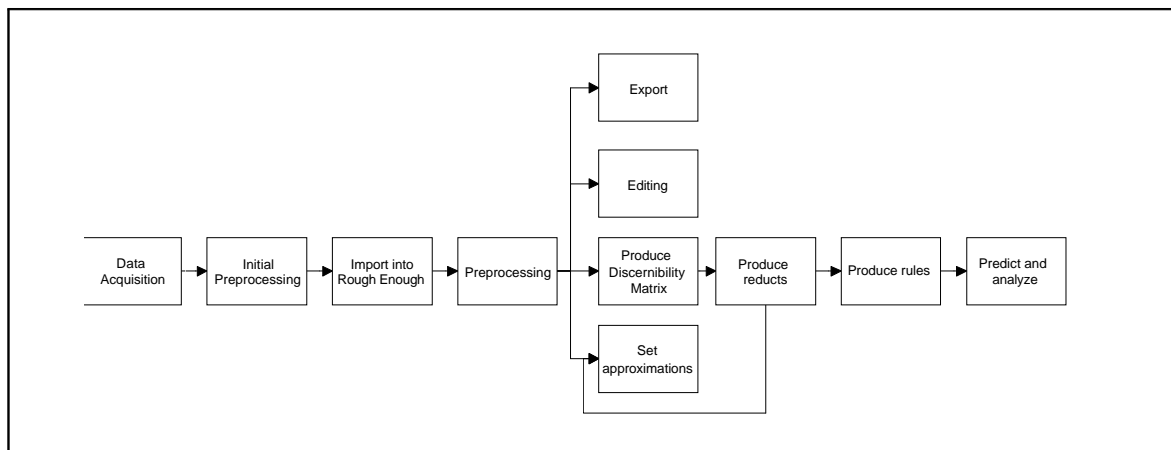 Export
Editing
Data
Acquisition
Initial
Preprocessing
Import into
Rough Enough
Preprocessing
Produce
Discernibility
Matrix
Produce
reducts
Produce rules
Predict and
analyze
Set
approximations